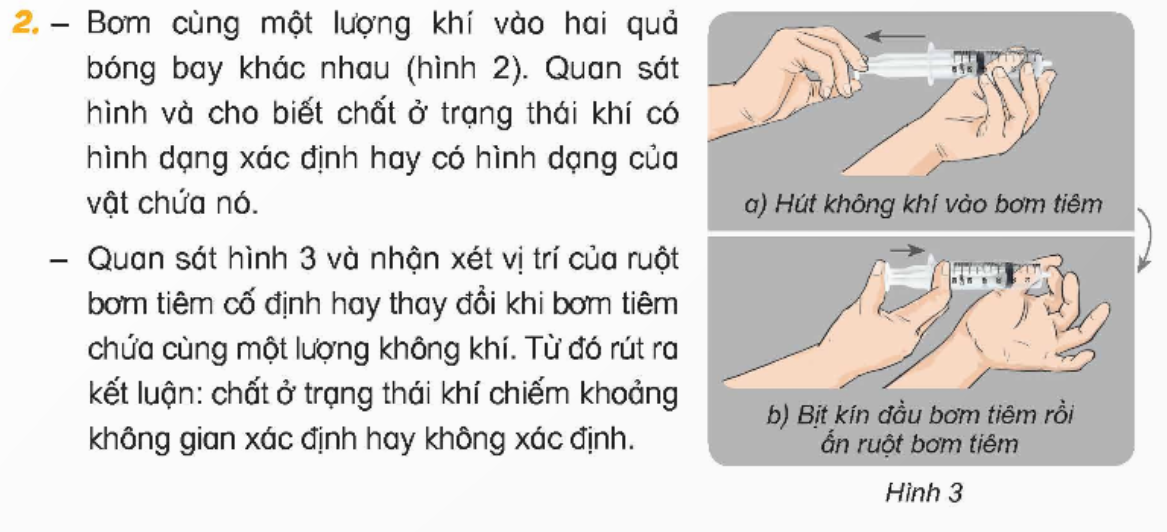 2. – Bơm cùng một lượng khí vào hai quả
bóng bay khác nhau (hình 2). Quan sát
hình và cho biết chất ở trạng thái khí có
hình dạng xác định hay có hình dạng của
vật chứa nó.
– Quan sát hình 3 và nhận xét vị trí của ruột
bơm tiêm cố định hay thay đổi khi bơm tiêm
chứa cùng một lượng không khí. Từ đó rút ra
kết luận: chất ở trạng thái khí chiếm khoảng
không gian xác định hay không xác định.
a) Hút không khí vào bơm tiêm
b) Bịt kín đầu bơm tiêm rồi
ấn ruột bơm tiêm
Hình 3